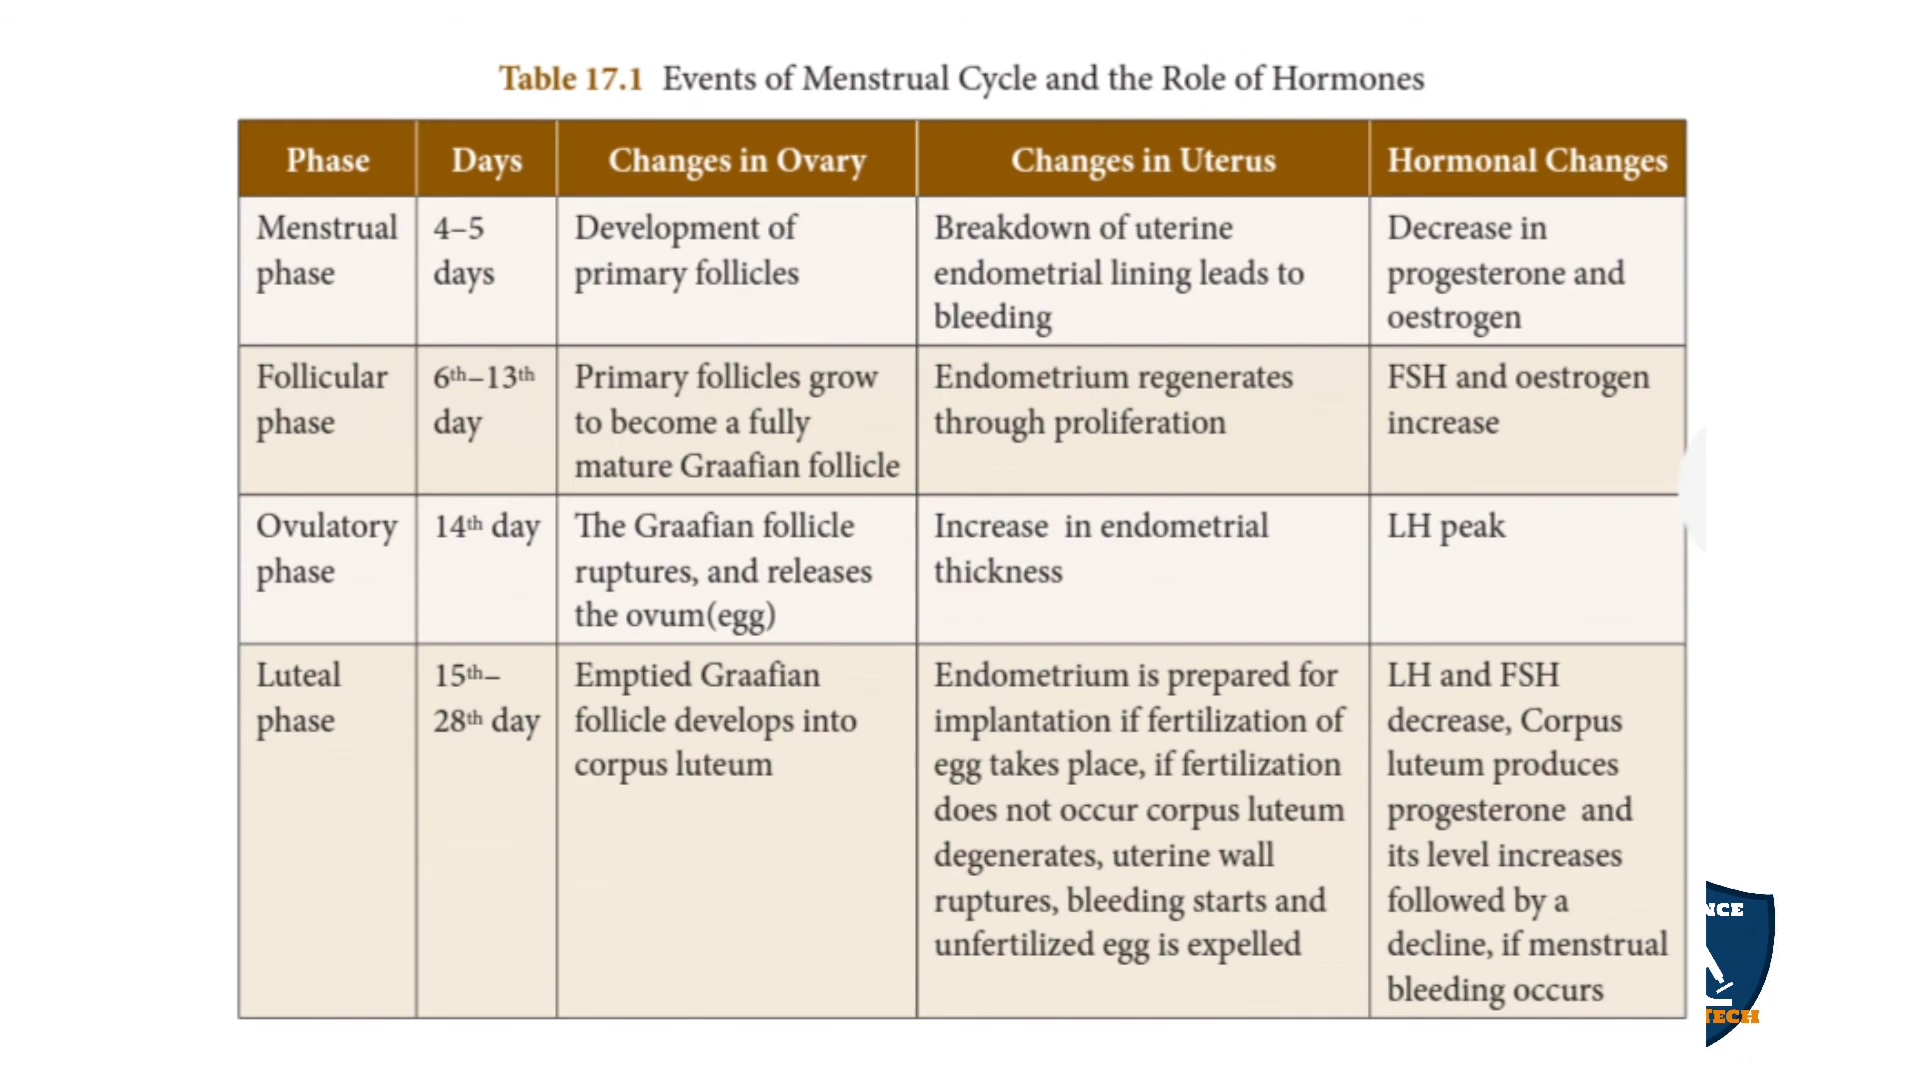 Table 17.1 Events of Menstrual Cycle and the Role of Hormones
Phase Days Changes in Ovary Changes in Uterus Hormonal Changes
Menstrual phase
4–5 days
Development of
primary follicles
Breakdown of uterine
endometrial lining leads to
bleeding
Decrease in
progesterone and
oestrogen
Follicular
phase
6th–13th
day
Primary follicles grow
to become a fully
mature Graafian follicle
Endometrium regenerates
through proliferation
FSH and oestrogen
increase
Ovulatory
phase
14th day
The Graafian follicle
ruptures, and releases
the ovum(egg)
Increase in endometrial
thickness
LH peak
Luteal
phase
15th–
28th day
Emptied Graafian
follicle develops into
corpus luteum
Endometrium is prepared for
implantation if fertilization of
egg takes place, if fertilization
does not occur corpus luteum
degenerates, uterine wall
ruptures, bleeding starts and
unfertilized egg is expelled
LH and FSH
decrease, Corpus
luteum produces
progesterone and
its level increases
followed by a
decline, if menstrual
bleeding occurs